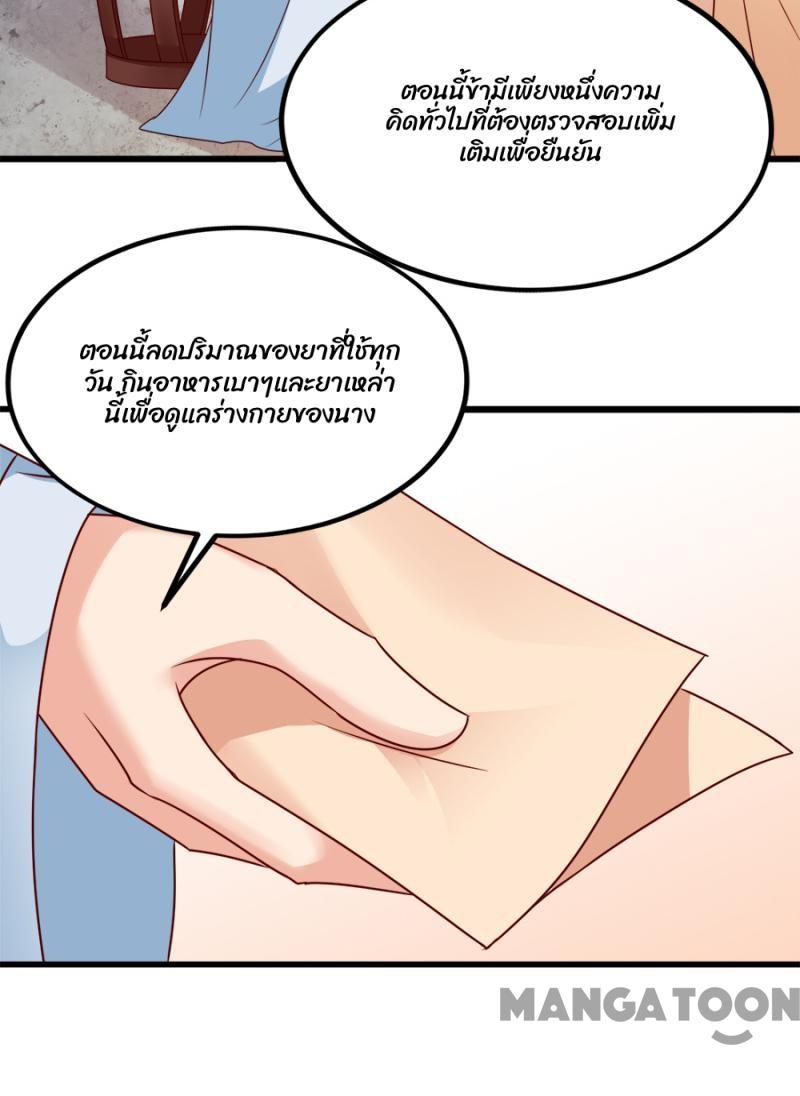 ตอนนี้ข้ามีเพียงหนึ่งความ
คิดทั่วไปที่ต้องตรวจสอบเพิ่ม
เติมเพื่อยืนยัน
ตอนนี้ลดปริมาณของยาที่ใช้ทุก
วัน กินอาหารเบาๆและยาเหล่า
นี้เพื่อดูแลร่างกายของนาง
MANGATOON